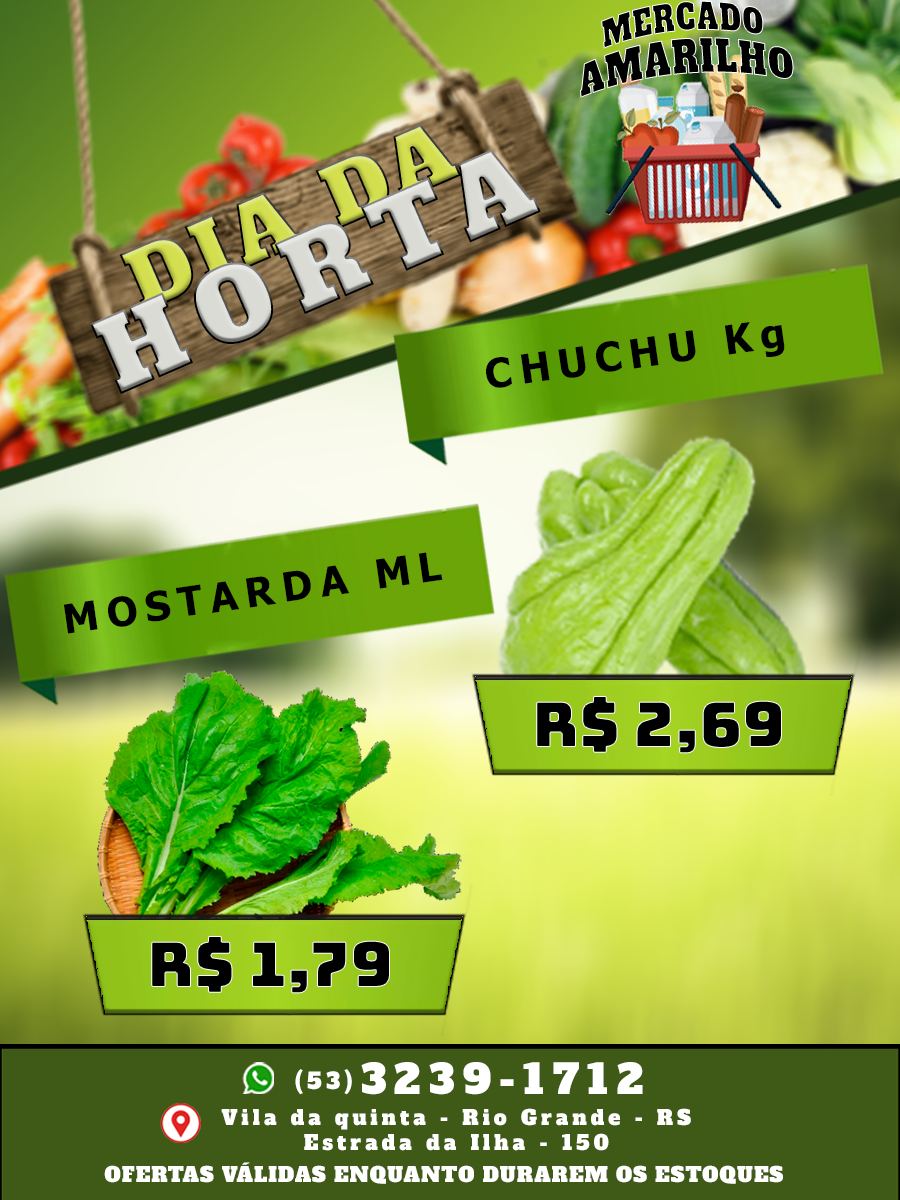 MERCADO
AMARILHO
DIA DA
HORTA
CHUCHU Kg
MOSTARDA ML
R$ 2,69
R$ 1,79
(53) 3239-1712
Vila da quinta - Rio Grande - RS
Estrada da Ilha - 150
OFERTAS VÁLIDAS ENQUANTO DURAREM OS ESTOQUES